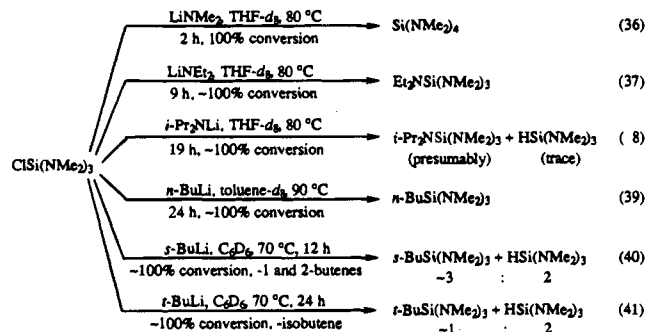 LiNMe2, THF-d8, 80 °C
2 h, 100% conversion
Si(NMe2)4
(36)
LiNEt2, THF-d8, 80 °C
9 h, ~100% conversion
Et2NSi(NMe2)3
(37)
i-Pr2NLi, THF-d8, 80 °C
19 h, ~100% conversion
i-Pr2NSi(NMe2)3 + HSi(NMe2)3
(presumably) (trace)
( 8)
ClSi(NMe2)3
n-BuLi, toluene-d8, 90 °C
24 h, ~100% conversion
n-BuSi(NMe2)3
(39)
s-BuLi, C6D6, 70 °C, 12 h
~100% conversion, -1 and 2-butenes
s-BuSi(NMe2)3 + HSi(NMe2)3
~3 : 2
(40)
t-BuLi, C6D6, 70 °C, 24 h
~100% conversion, -isobutene
t-BuSi(NMe2)3 + HSi(NMe2)3
~1 : 2
(41)